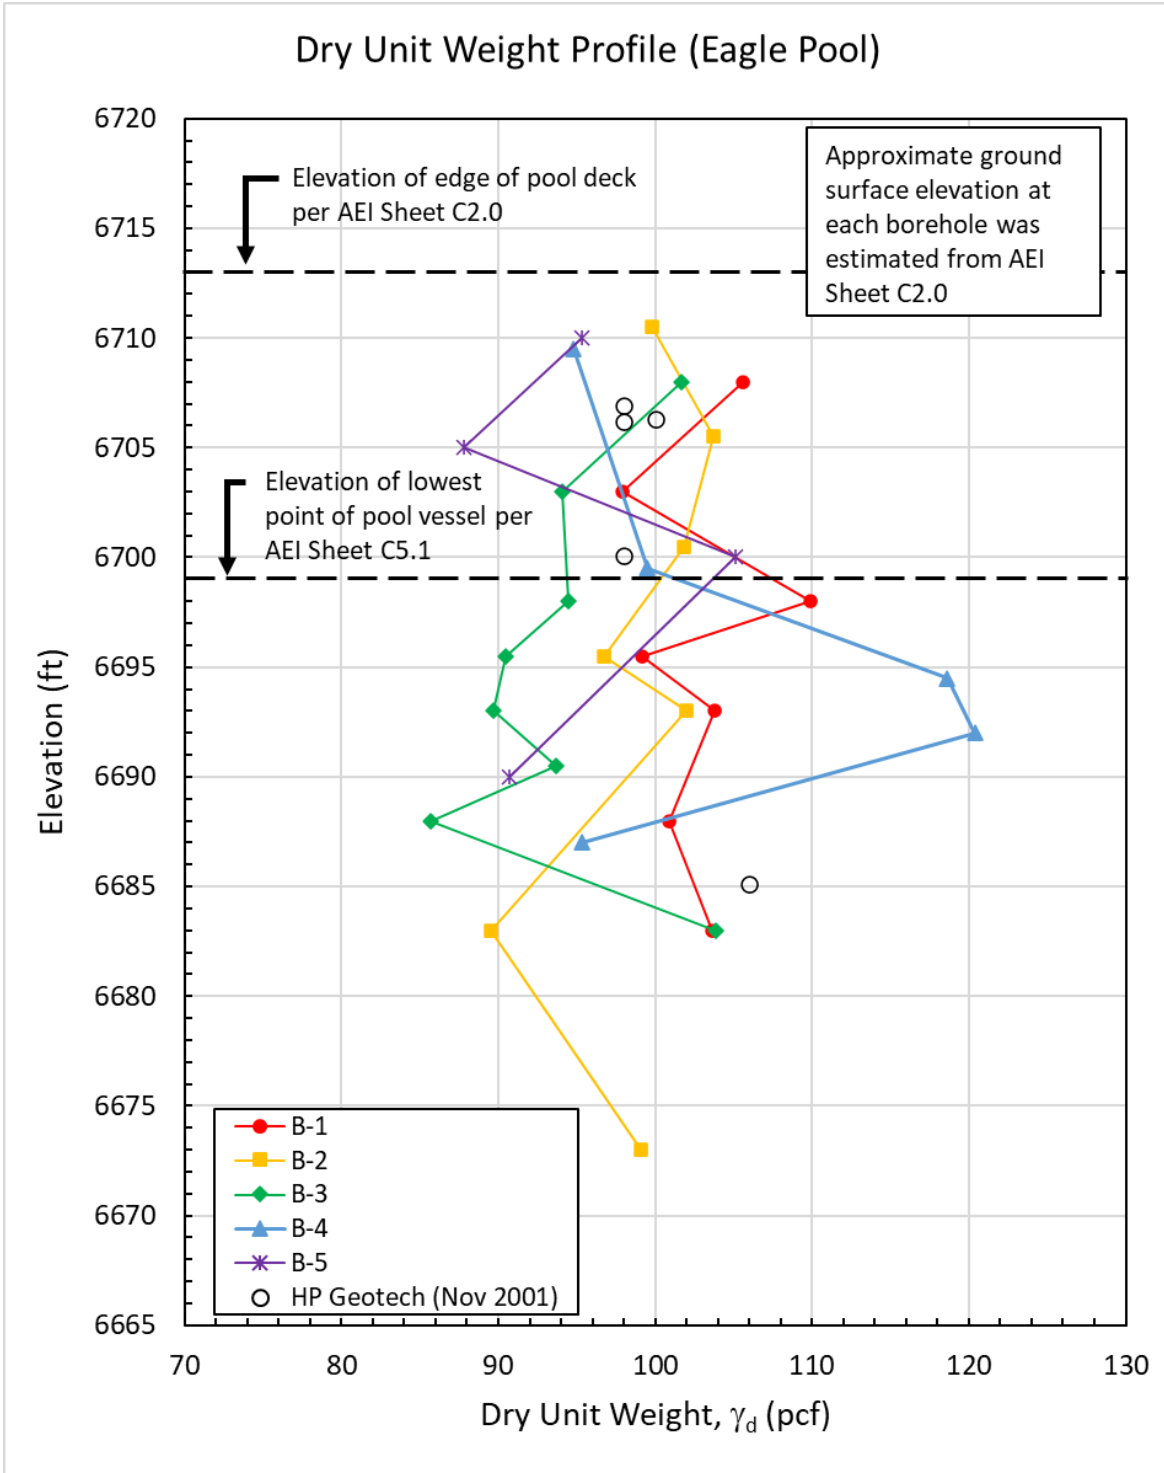 Dry Unit Weight Profile (Eagle Pool)
6720
6715
6710
6705
6700
6695
6690
6685
6680
6675
6670
6665
Elevation (ft)
Elevation of edge of pool deck
per AEI Sheet C2.0
Approximate ground
surface elevation at
each borehole was
estimated from AEI
Sheet C2.0
Elevation of lowest
point of pool vessel per
AEI Sheet C5.1
B-1
B-2
B-3
B-4
B-5
HP Geotech (Nov 2001)
70 80 90 100 110 120 130
Dry Unit Weight, γd (pcf)